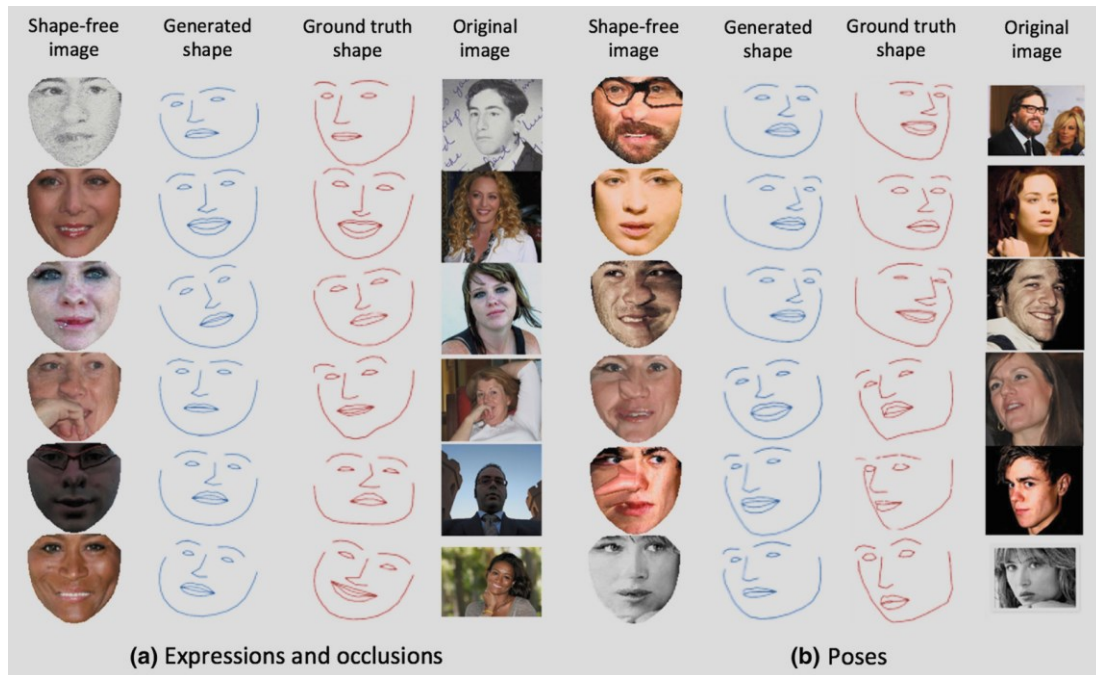 Shape-free image
Generated shape
Ground truth shape
Original image
Shape-free image
Generated shape
Ground truth shape
Original image
(a) Expressions and occlusions
(b) Poses